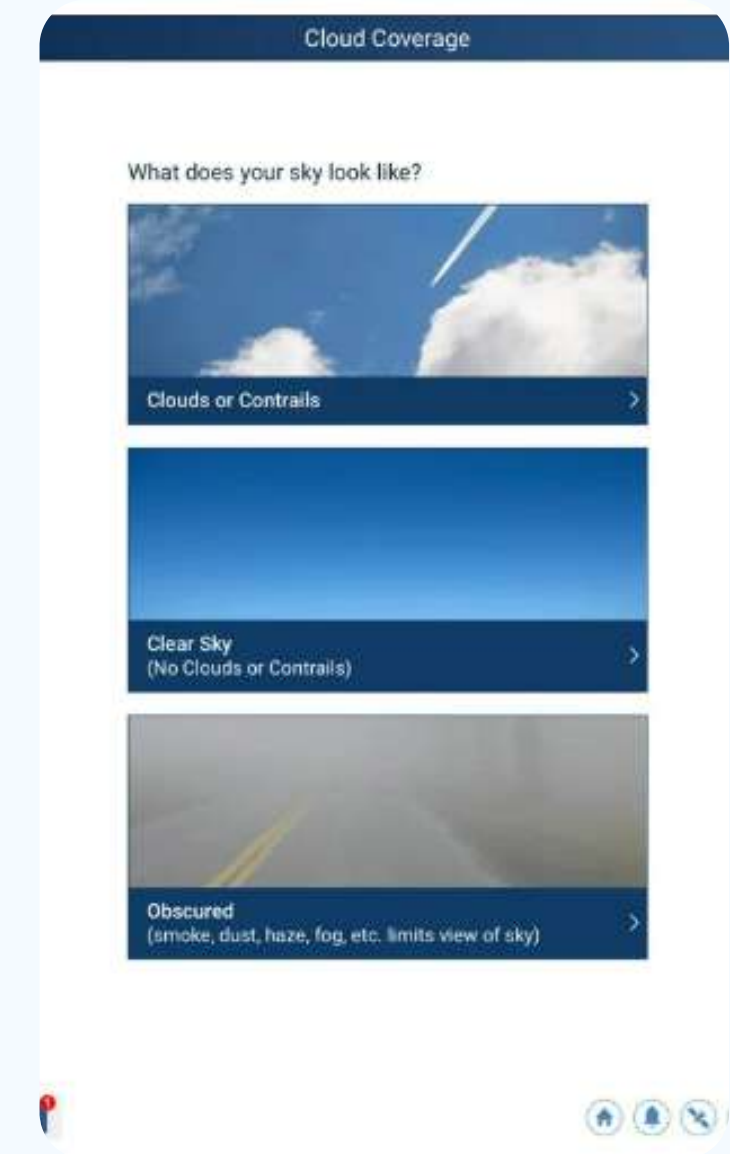 Cloud Coverage
What does your sky look like?
Clouds or Contrails
Clear Sky
(No Clouds or Contrails)
Obscured
(smoke, dust, haze, fog, etc. limits view of sky)
1